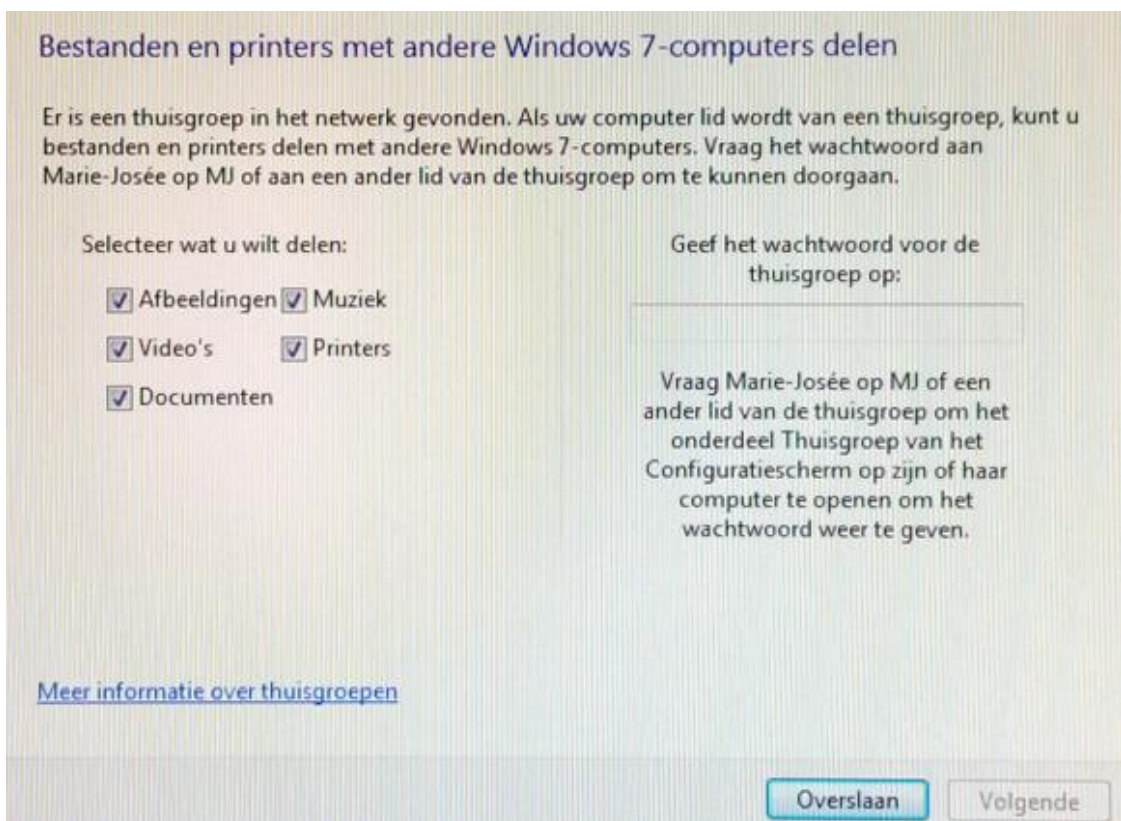 Bestanden en printers met andere Windows 7-computers delen
Er is een thuisgroep in het netwerk gevonden. Als uw computer lid wordt van een thuisgroep, kunt u
bestanden en printers delen met andere Windows 7-computers. Vraag het wachtwoord aan
Marie-Josée op MJ of aan een ander lid van de thuisgroep om te kunnen doorgaan.
Selecteer wat u wilt delen:
Afbeeldingen Muziek
Video's Printers
Documenten
Geef het wachtwoord voor de
thuisgroep op:
Vraag Marie-Josée op MJ of een
ander lid van de thuisgroep om het
onderdeel Thuisgroep van het
Configuratiescherm op zijn of haar
computer te openen om het
wachtwoord weer te geven.
Meer informatie over thuisgroepen
Overslaan Volgende